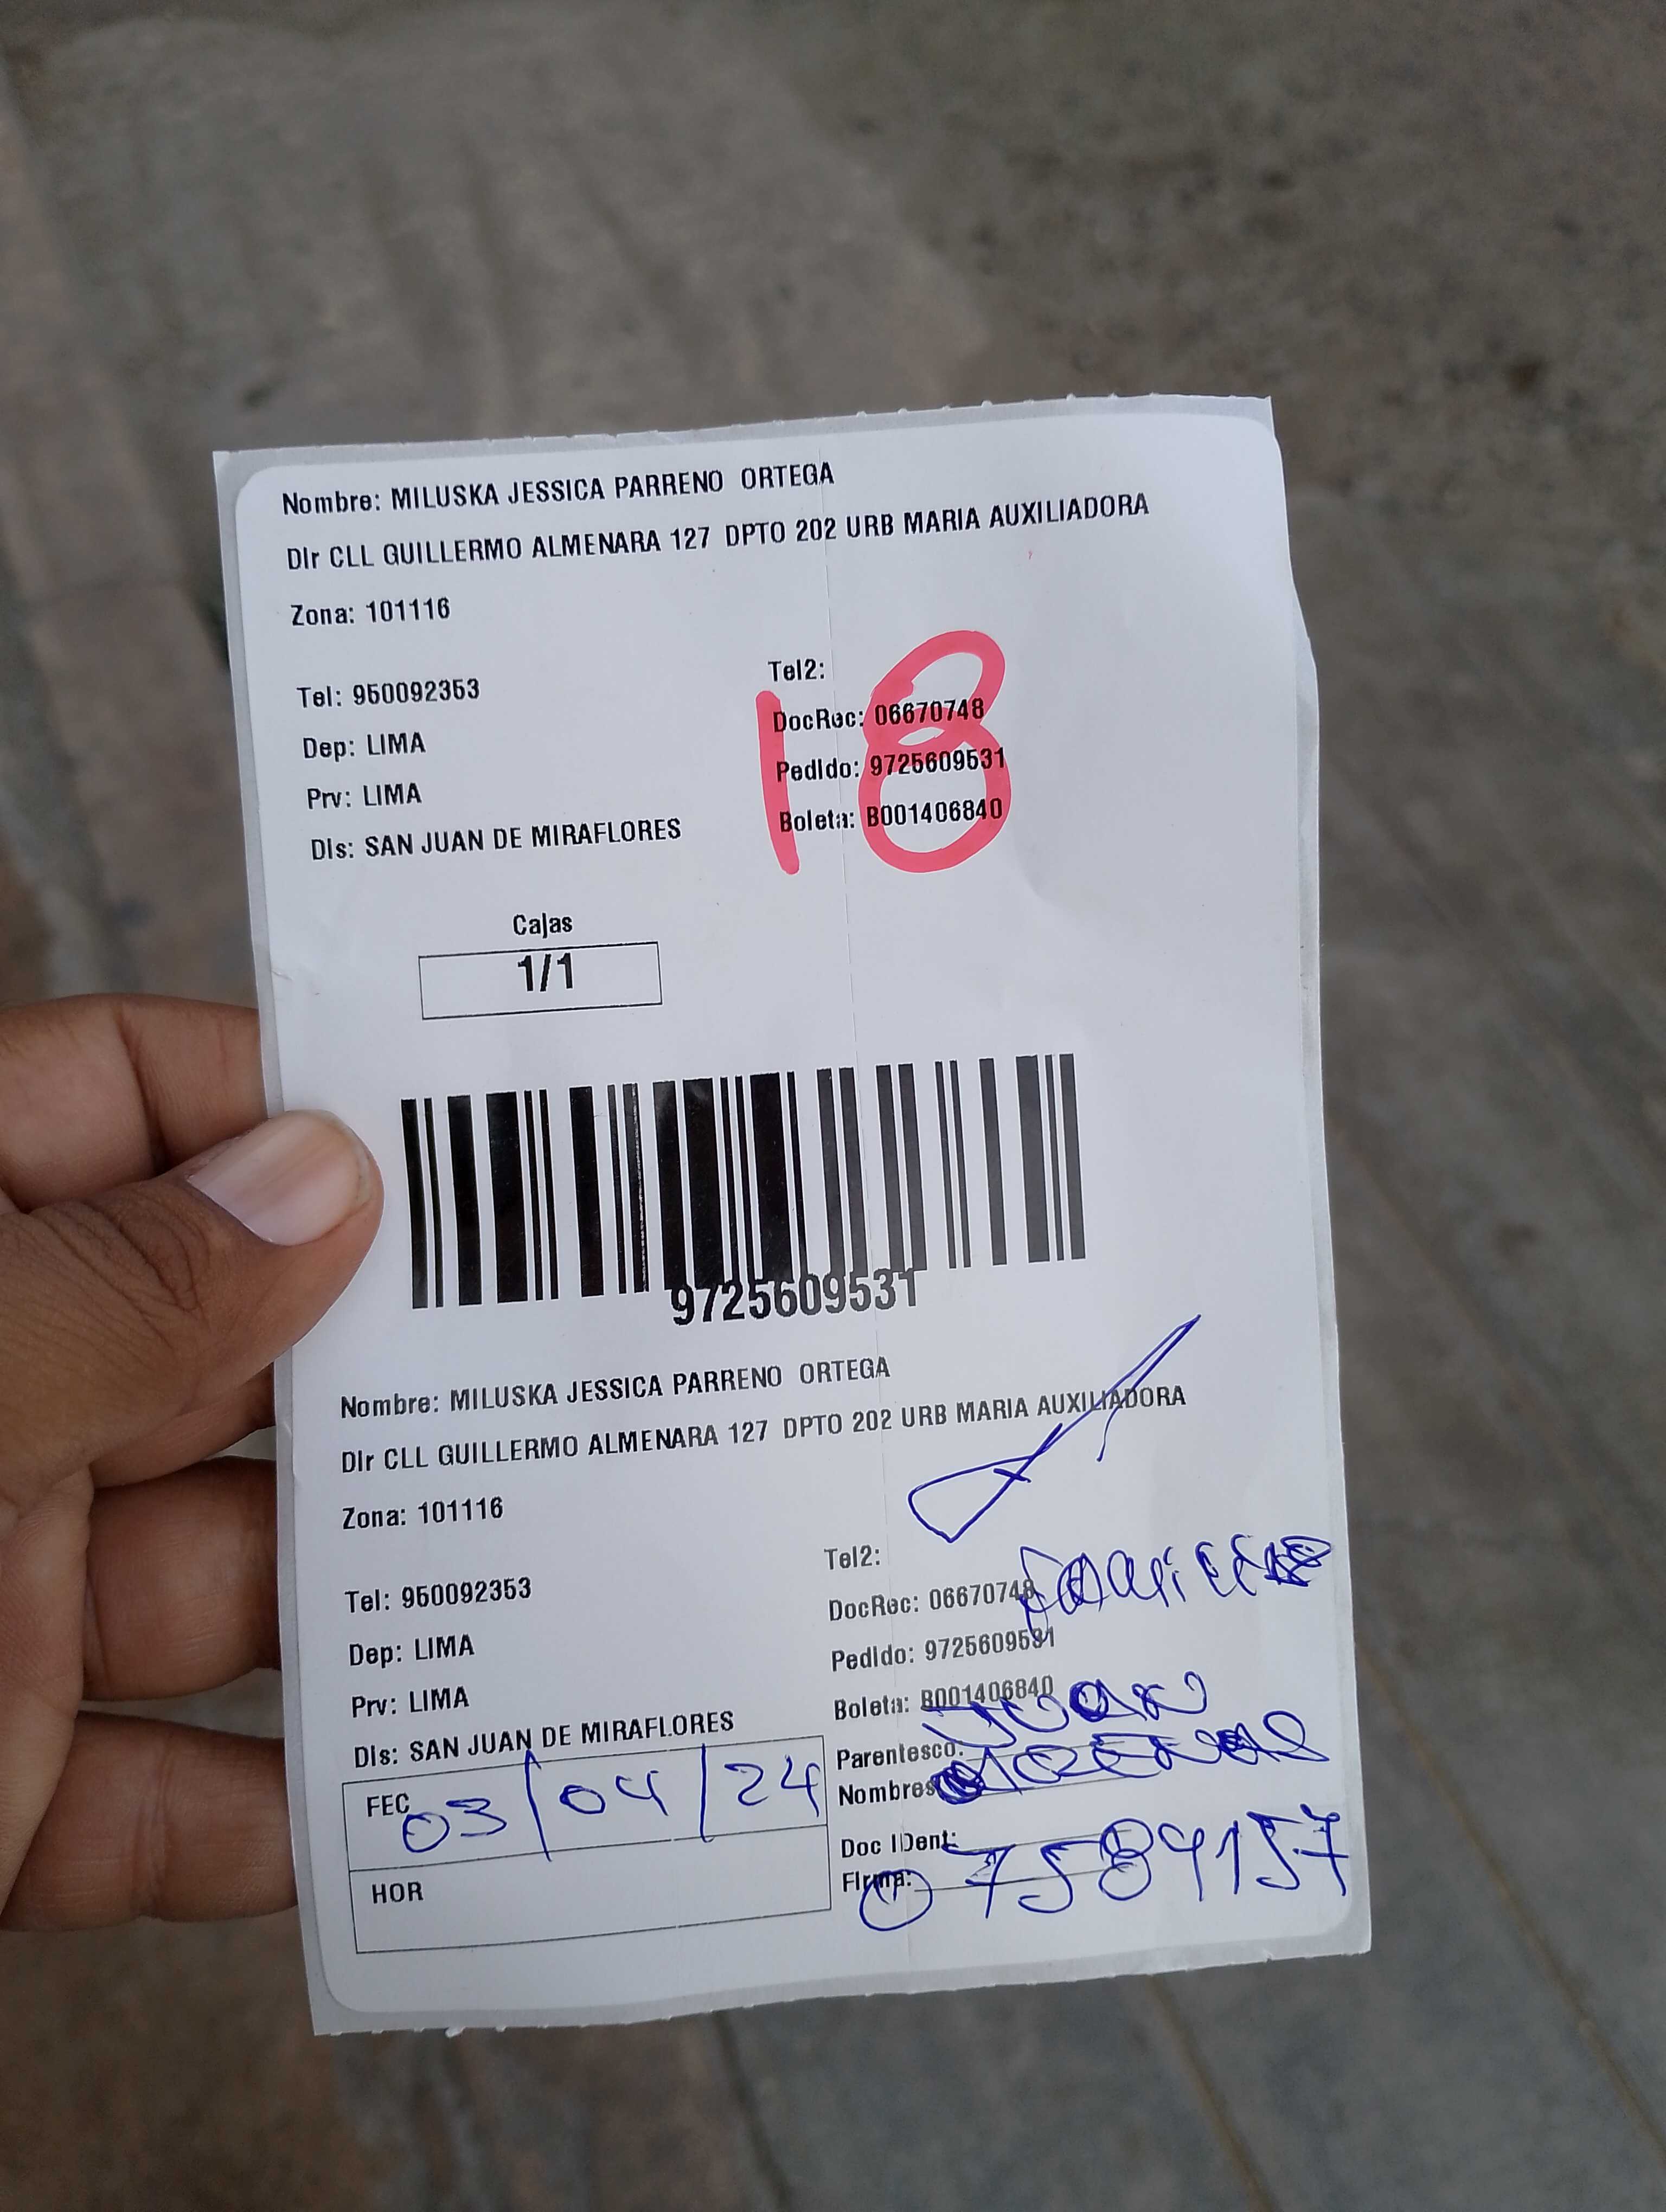 Nombre: MILUSKA JESSICA PARRENO ORTEGA
DIr CLL GUILLERMO ALMENARA 127 DPTO 202 URB MARIA AUXILIADORA
Zona: 101116
Tel: 950092353
Tel2:
DocRec: 06670748
Dep: LIMA
PedIdo: 9725609531
Prv: LIMA
Boleta: B001406840
DIs: SAN JUAN DE MIRAFLORES
18
Cajas
1/1
9725609531
Nombre: MILUSKA JESSICA PARRENO ORTEGA
DIr CLL GUILLERMO ALMENARA 127 DPTO 202 URB MARIA AUXILIADORA
Zona: 101116
Tel2:
Tel: 950092353
DocRec: 06670748
Dep: LIMA
PedIdo: 9725609531
Prv: LIMA
Boleta: B001406840
DIs: SAN JUAN DE MIRAFLORES
Parentesco:
Juan
FEC 03/04/24
Nombres
Doc IDent:
HOR
FIrma:
07589157